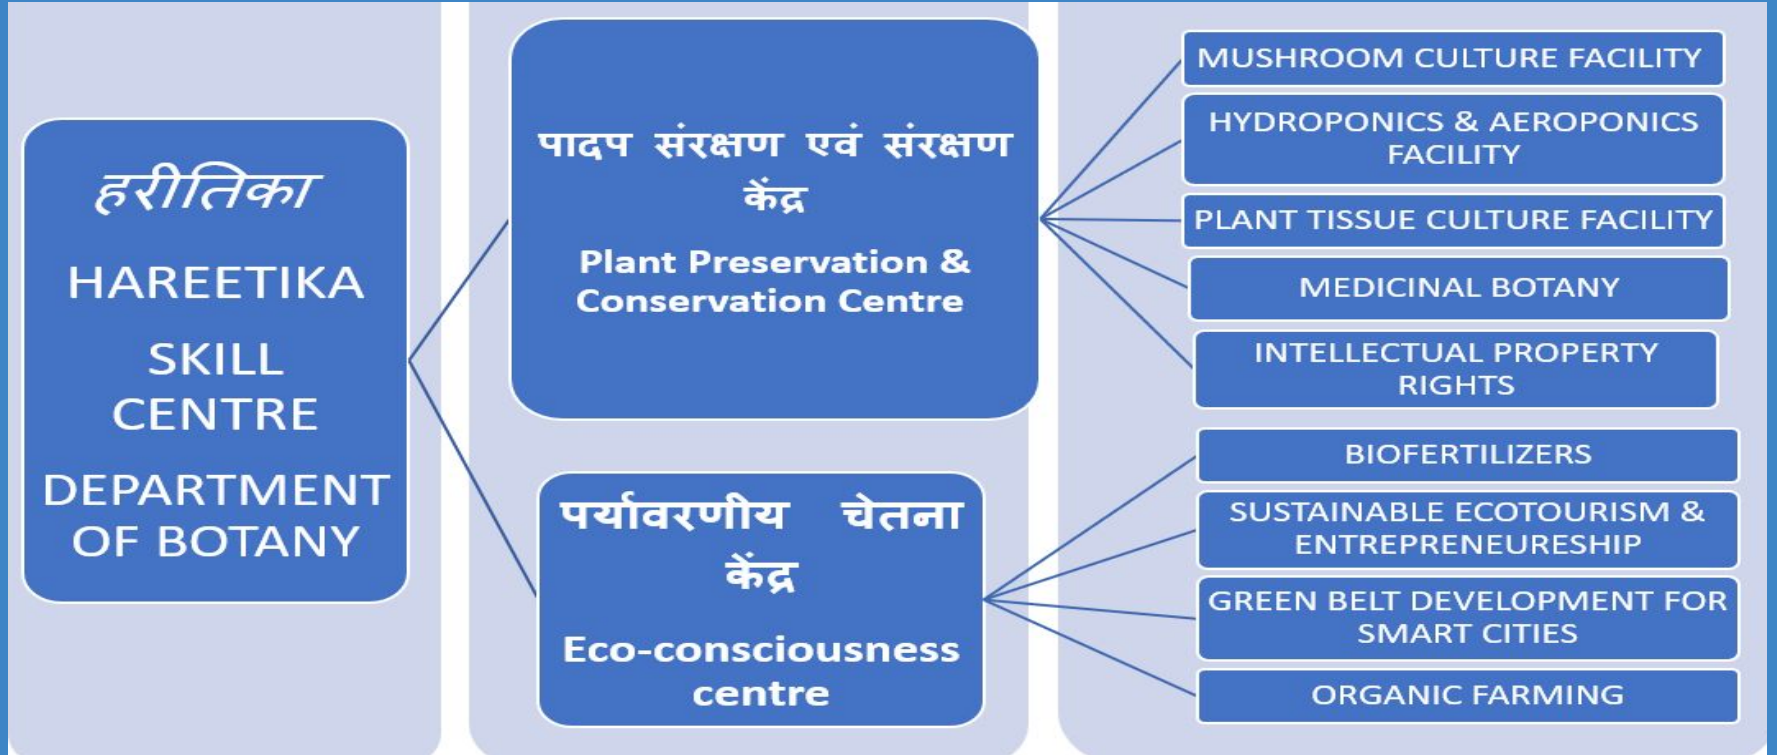 हरीतिका
HAREETIKA
SKILL
CENTRE
DEPARTMENT
OF BOTANY
पादप संरक्षण एवं संरक्षण
केंद्र
Plant Preservation &
Conservation Centre
MUSHROOM CULTURE FACILITY
HYDROPONICS & AEROPONICS
FACILITY
PLANT TISSUE CULTURE FACILITY
MEDICINAL BOTANY
INTELLECTUAL PROPERTY
RIGHTS
पर्यावरणीय चेतना
केंद्र
Eco-consciousness
centre
BIOFERTILIZERS
SUSTAINABLE ECOTOURISM &
ENTREPRENEURESHIP
GREEN BELT DEVELOPMENT FOR
SMART CITIES
ORGANIC FARMING